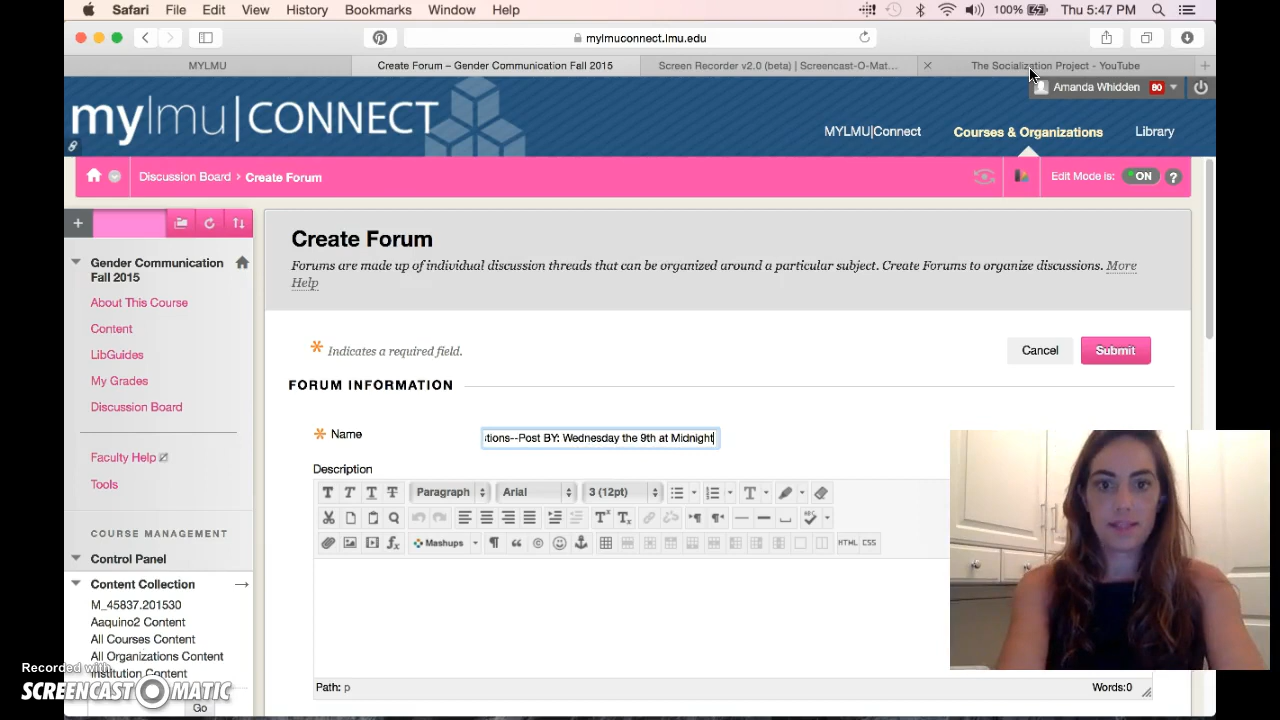 Safari File Edit View History Bookmarks Window Help 100% Thu 5:47 PM
mylmuconnect.lmu.edu
MYLMU Create Forum – Gender Communication Fall 2015 Screen Recorder v2.0 (beta) | Screencast-O-Mat... The Socialization Project - YouTube
Amanda Whidden 80
mylmu|CONNECT
MYLMU|Connect Courses & Organizations Library
Discussion Board > Create Forum Edit Mode is: ON ?
Gender Communication
Fall 2015
About This Course
Content
LibGuides
My Grades
Discussion Board
Faculty Help
Tools
COURSE MANAGEMENT
Control Panel
Content Collection
M_45837.201530
Aaquino2 Content
All Courses Content
All Organizations Content
Institution Content
Go
Create Forum
Forums are made up of individual discussion threads that can be organized around a particular subject. Create Forums to organize discussions. More
Help
Indicates a required field.
Cancel Submit
FORUM INFORMATION
Name tions--Post BY: Wednesday the 9th at Midnight
Description
T T T T Paragraph Arial 3 (12pt) T
Mashups HTML CSS
Path: p Words:0
Recorded with
SCREENCAST-O-MATIC